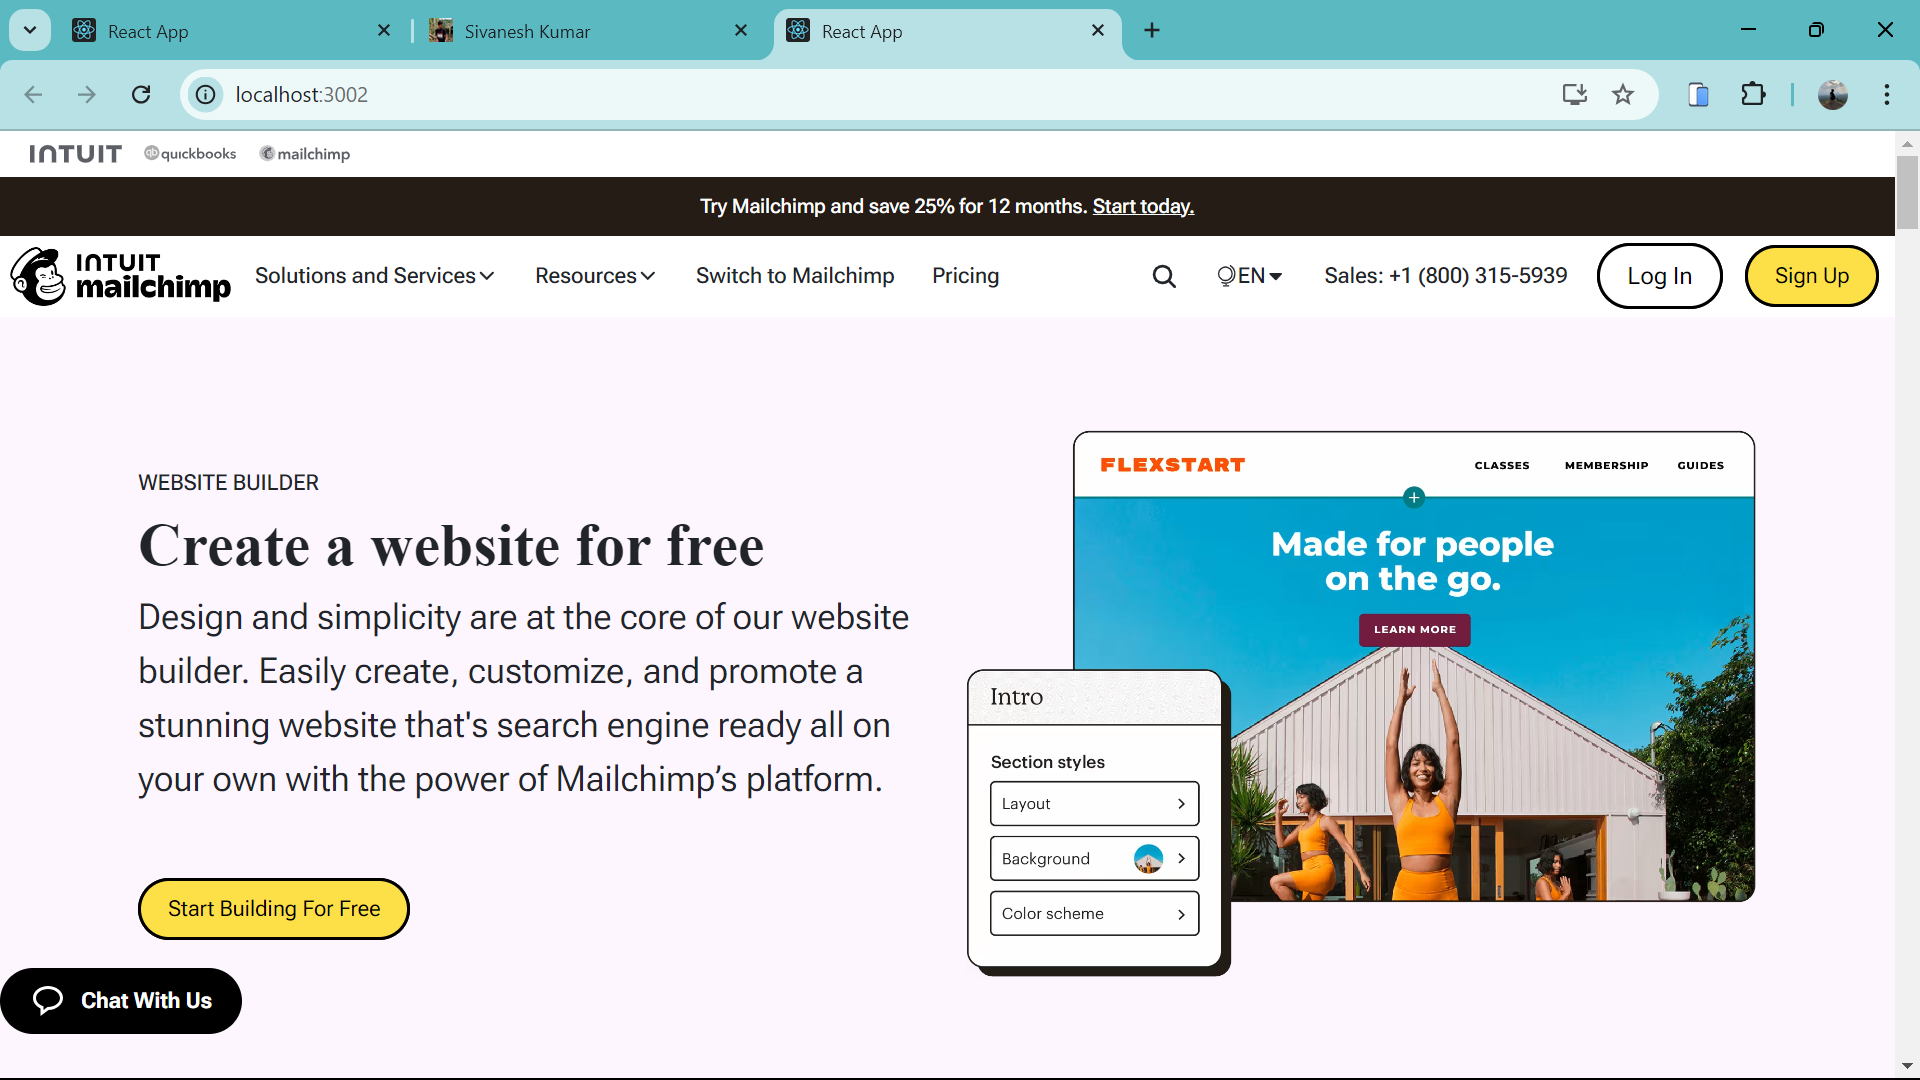 React App
Sivanesh Kumar
React App
localhost:3002
INTUIT quickbooks mailchimp
Try Mailchimp and save 25% for 12 months. Start today.
INTUIT
mailchimp
Solutions and Services
Resources
Switch to Mailchimp
Pricing
EN
Sales: +1 (800) 315-5939
Log In
Sign Up
WEBSITE BUILDER
Create a website for free
Design and simplicity are at the core of our website
builder. Easily create, customize, and promote a
stunning website that's search engine ready all on
your own with the power of Mailchimp’s platform.
Start Building For Free
FLEXSTART
CLASSES MEMBERSHIP GUIDES
Made for people
on the go.
LEARN MORE
Intro
Section styles
Layout
Background
Color scheme
Chat With Us